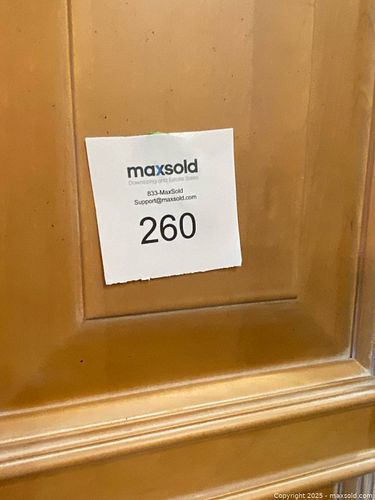 maxsold
Downsizing and Estate Sales
833-MaxSold
Support@maxsold.com
260
Copyright © 2025 - maxsold.com